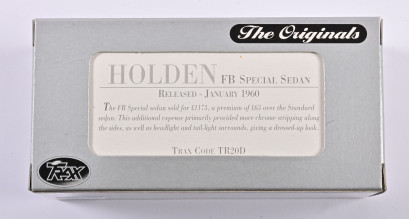 The Originals
HOLDEN FB SPECIAL SEDAN
RELEASED - JANUARY 1960
The FB Special sedan sold for £1173, a premium of £63 over the Standard
sedan. This additional expense primarily provided more chrome stripping along
the sides, as well as headlight and tail-light surrounds, giving a dressed-up look.
TRAX CODE TR20D
TRAX